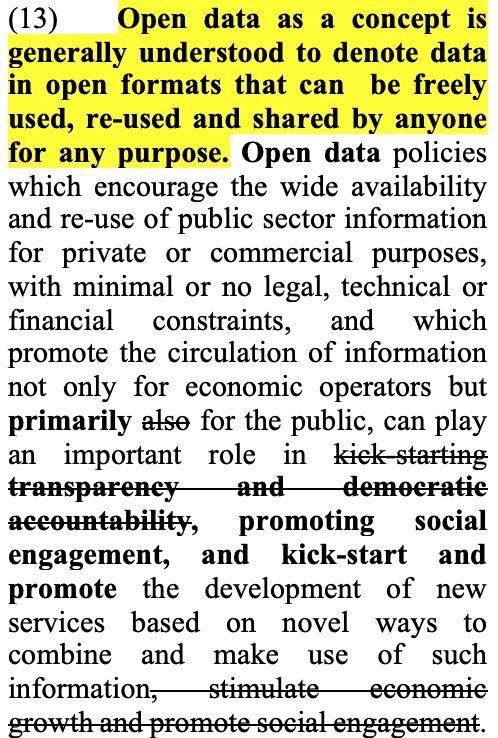 (13) Open data as a concept is
generally understood to denote data
in open formats that can be freely
used, re-used and shared by anyone
for any purpose. Open data policies
which encourage the wide availability
and re-use of public sector information
for private or commercial purposes,
with minimal or no legal, technical or
financial constraints, and which
promote the circulation of information
not only for economic operators but
primarily also for the public, can play
an important role in kick-starting
transparency and democratic
accountability, promoting social
engagement, and kick-start and
promote the development of new
services based on novel ways to
combine and make use of such
information, stimulate economic
growth and promote social engagement.